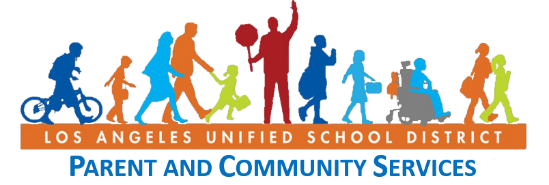 LOS ANGELES UNIFIED SCHOOL DISTRICT
PARENT AND COMMUNITY SERVICES